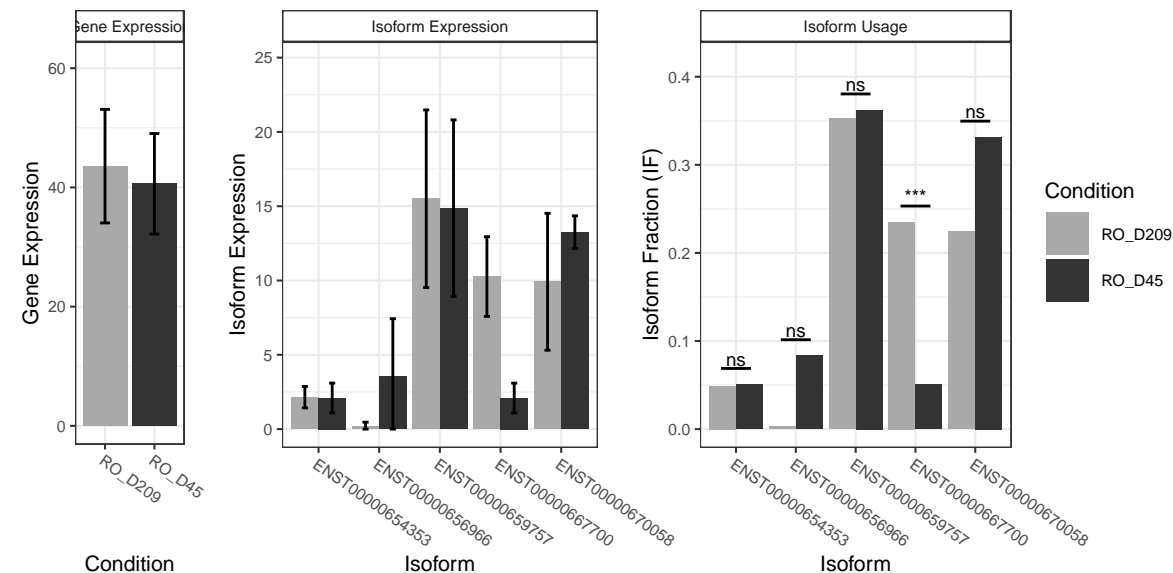 Gene Expression
Gene Expression
60
40
20
0
RO_D209
RO_D45
Condition
Isoform Expression
Isoform Expression
25
20
15
10
5
0
ENST00000654353
ENST00000656966
ENST00000659757
ENST00000667700
ENST00000670058
Isoform
Isoform Usage
Isoform Fraction (IF)
0.4
0.3
0.2
0.1
0.0
ns
ns
ns
***
ns
ENST00000654353
ENST00000656966
ENST00000659757
ENST00000667700
ENST00000670058
Isoform
Condition
RO_D209
RO_D45